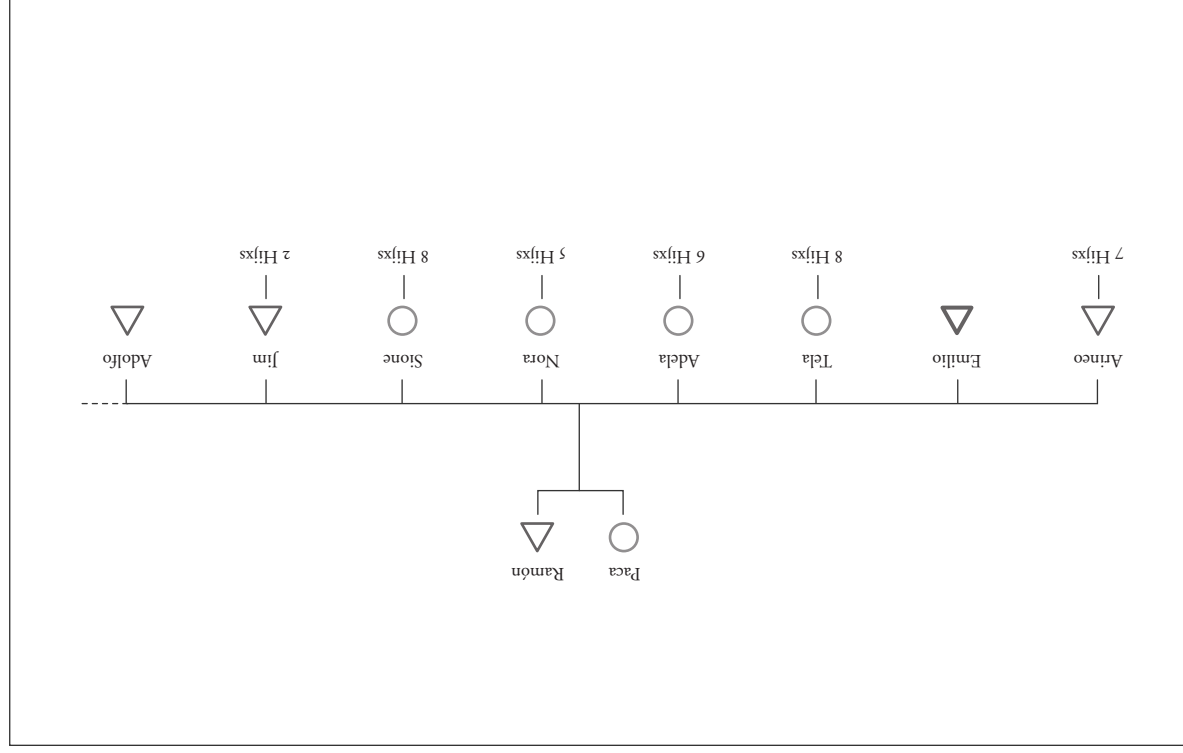 Paca Ramón
Arineo Emilio Tela Adela Nora Sione Jim Adolfo
7 Hijxs 8 Hijxs 6 Hijxs 5 Hijxs 8 Hijxs 2 Hijxs